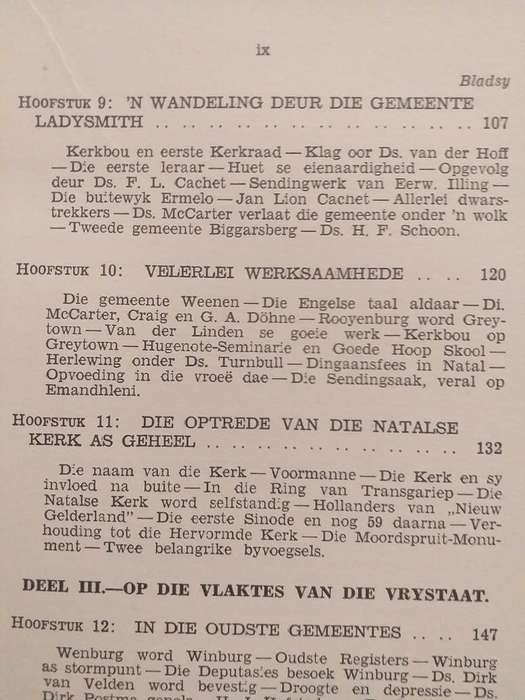 ix
Bladsy
HOOFSTUK 9: 'N WANDELING DEUR DIE GEMEENTE
LADYSMITH .. .. .. .. .. .. .. .. .. .. .. .. .. .. 107
Kerkbou en eerste Kerkraad — Klag oor Ds. van der Hoff
— Die eerste leraar — Huet se eienaardigheid — Opgevolg
deur Ds. F. L. Cachet — Sendingwerk van Eerw. Illing —
Die buitewyk Ermelo — Jan Lion Cachet — Allerlei dwars-
trekkers — Ds. McCarter verlaat die gemeente onder 'n wolk
— Tweede gemeente Biggarsberg — Ds. H. F. Schoon.
HOOFSTUK 10: VELERLEI WERKSAAMHEDE .. .. 120
Die gemeente Weenen — Die Engelse taal aldaar — Di.
McCarter, Craig en G. A. Döhne — Rooyenburg word Grey-
town — Van der Linden se goeie werk — Kerkbou op
Greytown — Hugenote-Seminarie en Goede Hoop Skool —
Herlewing onder Ds. Turnbull — Dingaansfees in Natal —
Opvoeding in die vroeë dae — Die Sendingsaak, veral op
Emandhleni.
HOOFSTUK 11: DIE OPTREDE VAN DIE NATALSE
KERK AS GEHEEL .. .. .. .. .. .. .. .. .. .. .. 132
Die naam van die Kerk — Voormanne — Die Kerk en sy
invloed na buite — In die Ring van Transgariep — Die
Natalse Kerk word selfstandig — Hollanders van „Nieuw
Gelderland" — Die eerste Sinode en nog 59 daarna — Ver-
houding tot die Hervormde Kerk — Die Moordspruit-Monu-
ment — Twee belangrike byvoegsels.
DEEL III.—OP DIE VLAKTES VAN DIE VRYSTAAT.
HOOFSTUK 12: IN DIE OUDSTE GEMEENTES .. .. 147
Wenburg word Winburg — Oudste Registers — Winburg
as stormpunt — Die Deputasies besoek Winburg — Ds. Dirk
van Velden word bevestig — Droogte en depressie — Ds.
Dirk Postma